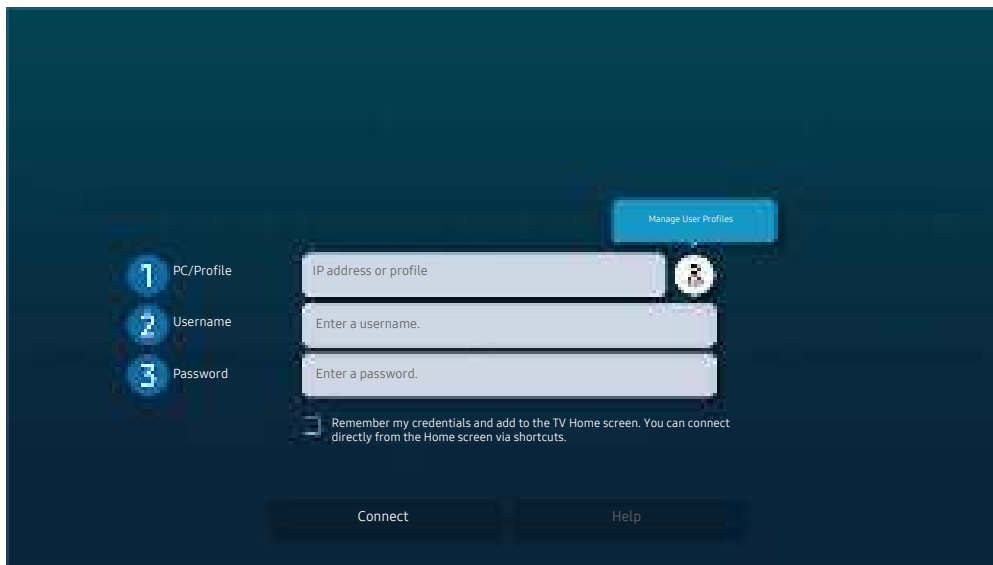 Manage User Profiles
1 PC/Profile IP address or profile
2 Username Enter a username.
3 Password Enter a password.
Remember my credentials and add to the TV Home screen. You can connect
directly from the Home screen via shortcuts.
Connect Help